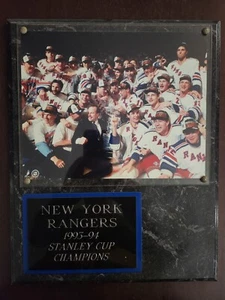 NEW YORK
RANGERS
1993-94
STANLEY CUP
CHAMPIONS